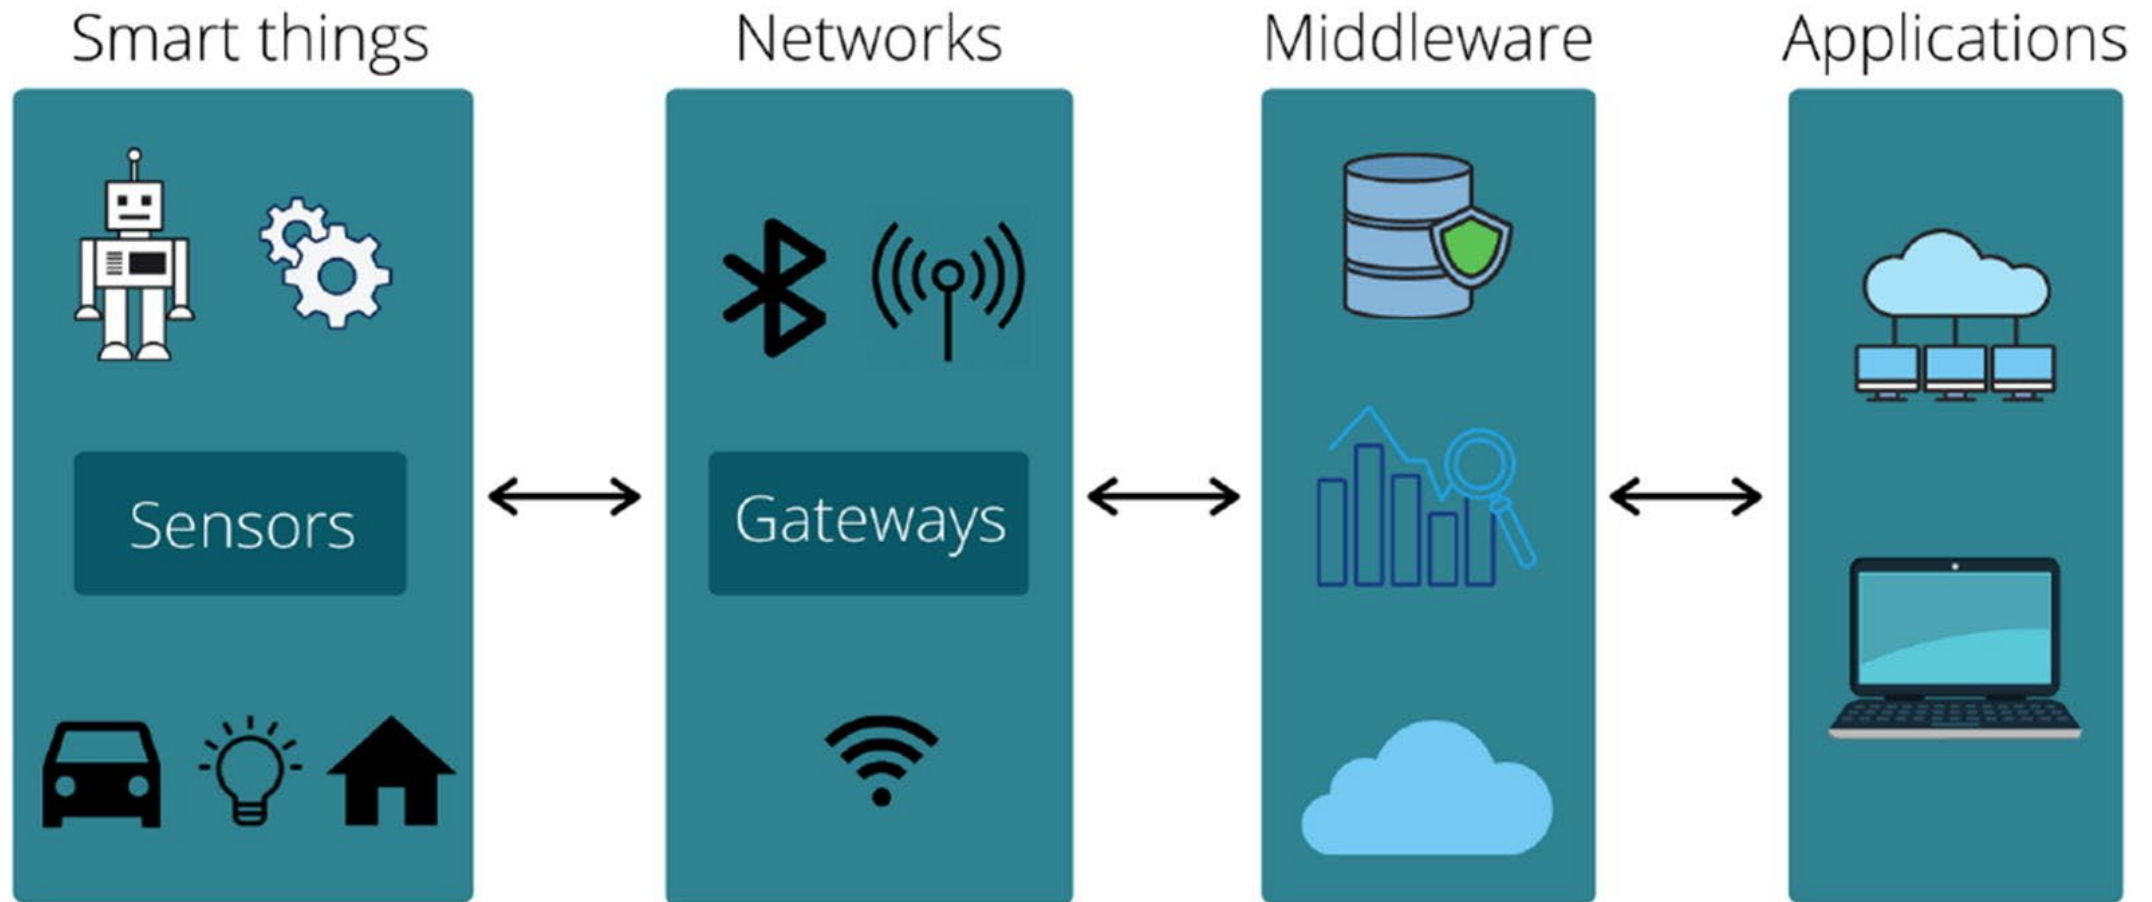 Smart things
Networks
Middleware
Applications
Sensors
Gateways